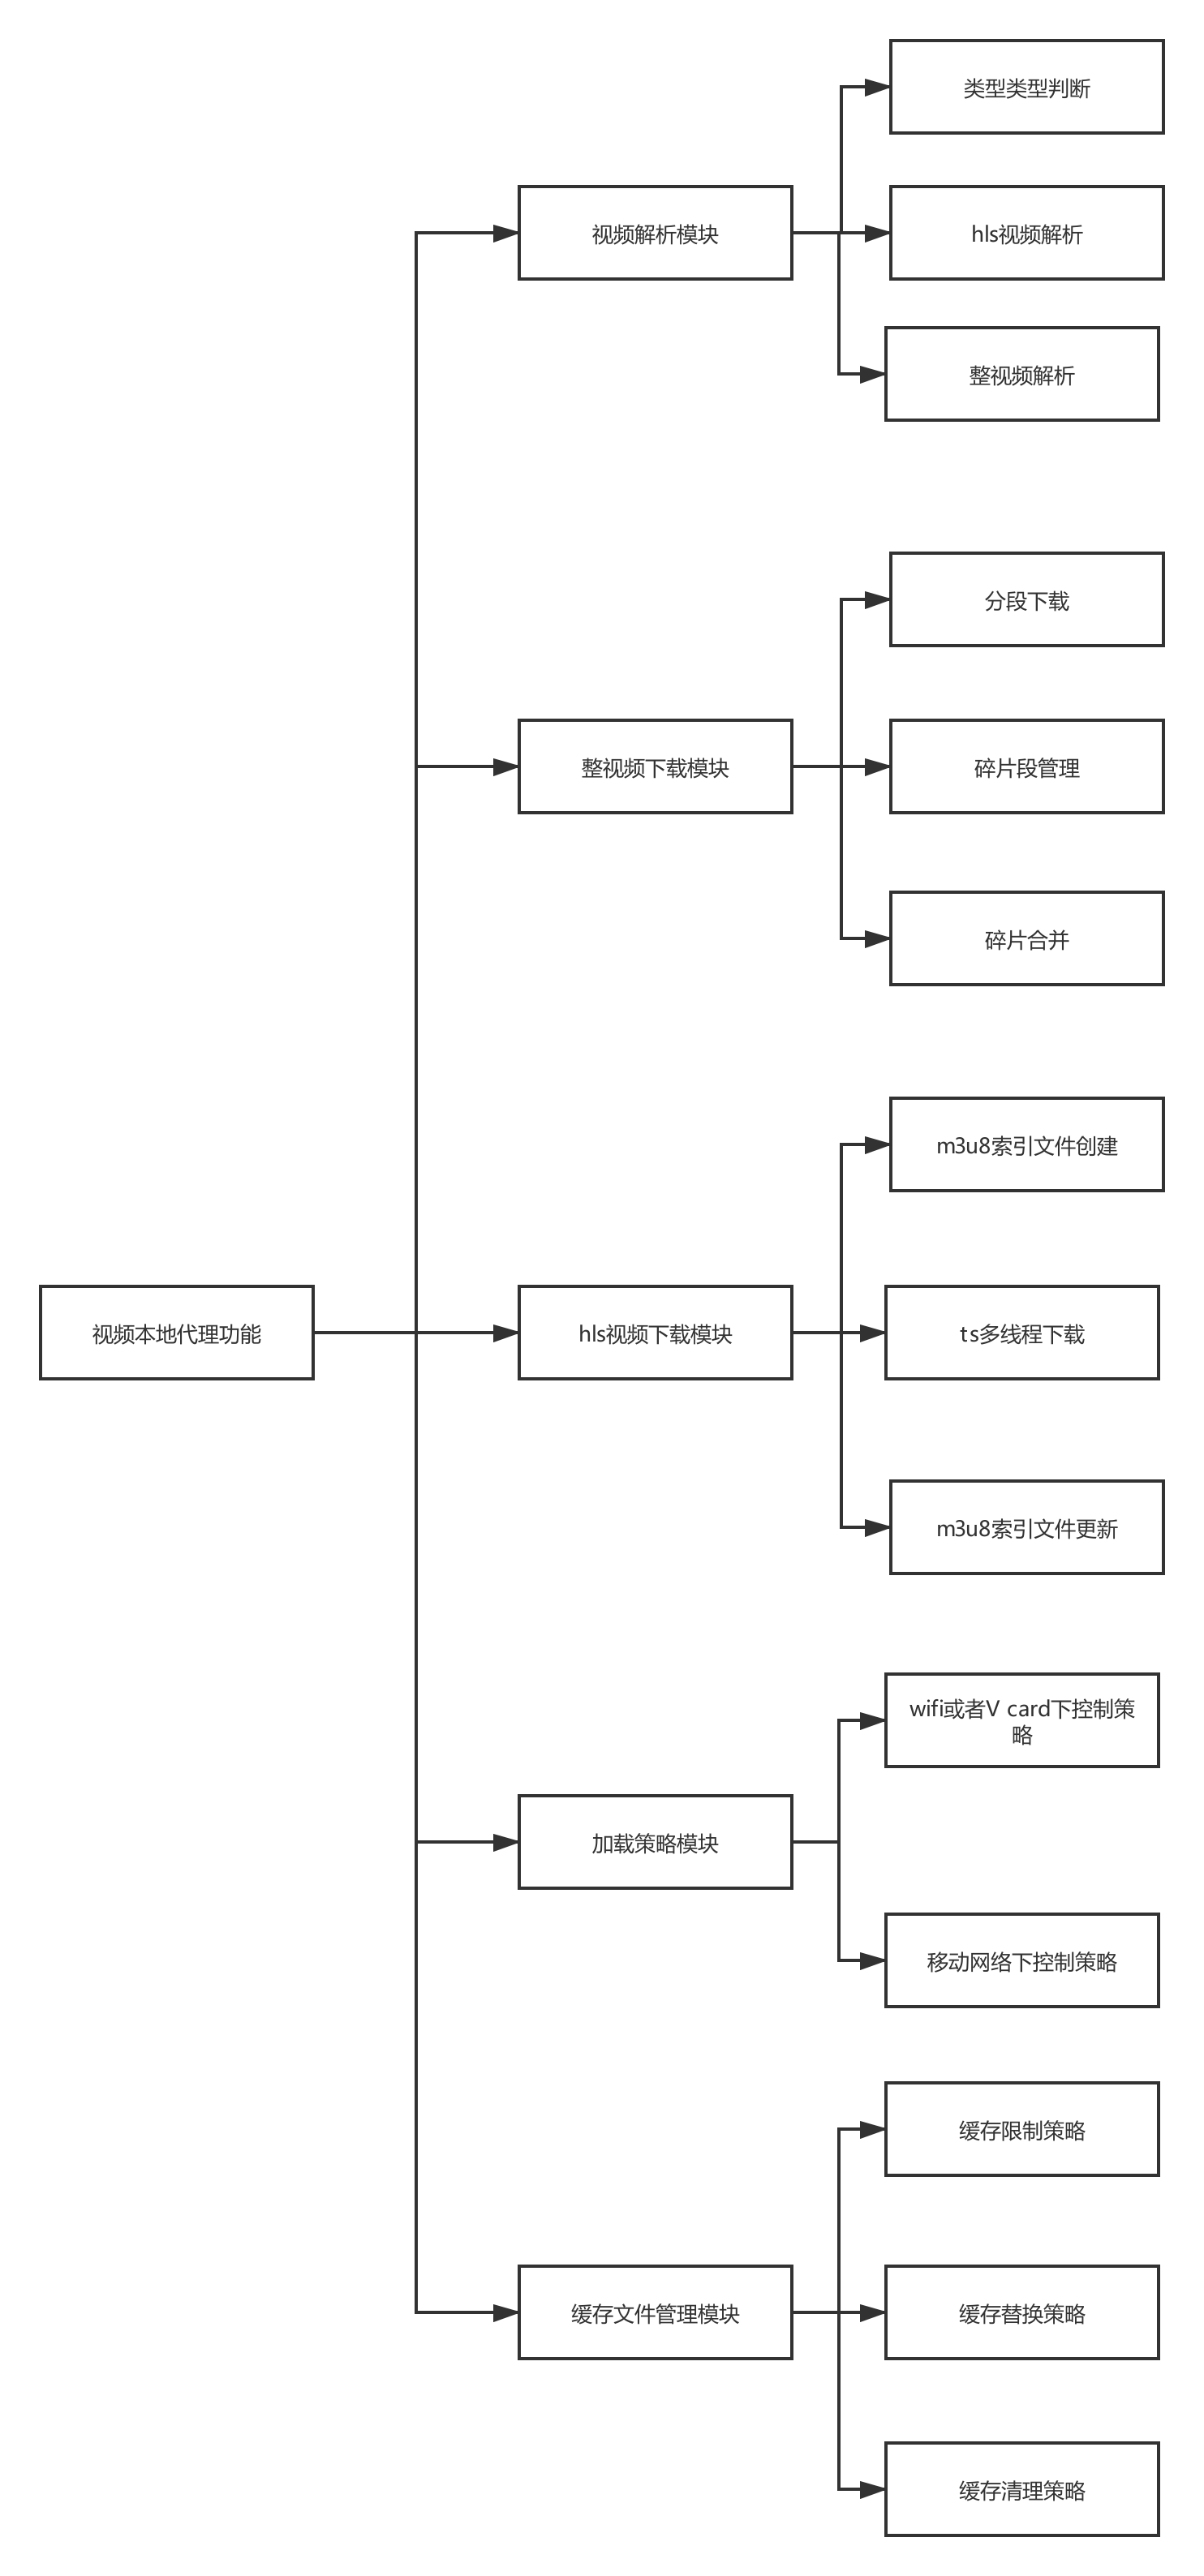 类型类型判断
视频解析模块
hls视频解析
整视频解析
分段下载
整视频下载模块
碎片段管理
碎片合并
m3u8索引文件创建
视频本地代理功能
hls视频下载模块
ts多线程下载
m3u8索引文件更新
wifi或者V card下控制策
略
加载策略模块
移动网络下控制策略
缓存限制策略
缓存文件管理模块
缓存替换策略
缓存清理策略